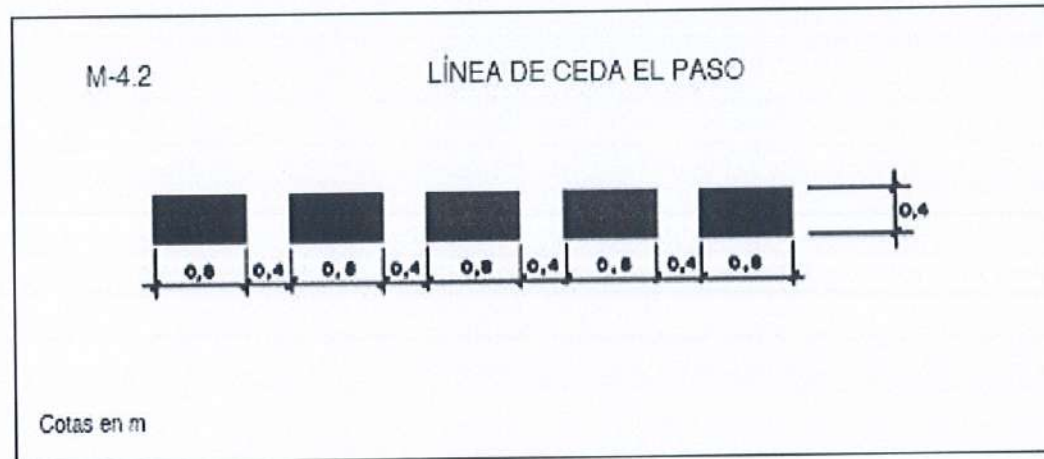 M-4.2
LÍNEA DE CEDA EL PASO
0,4
0,8 0,4 0,8 0,4 0,8 0,4 0,8 0,4 0,8
Cotas en m